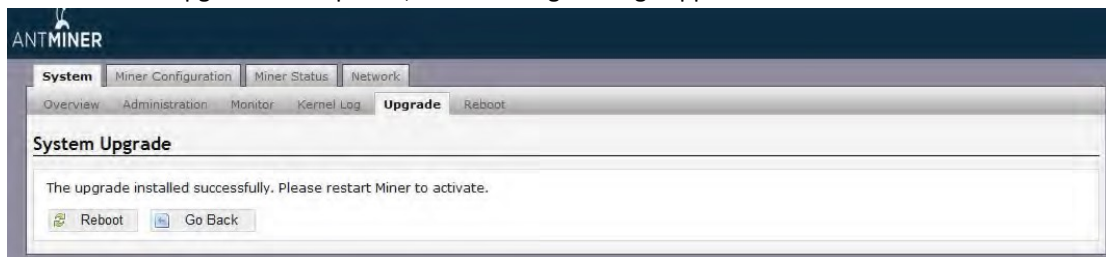 ANTMINER
System Miner Configuration Miner Status Network
Overview Administration Monitor Kernel Log Upgrade Reboot
System Upgrade
The upgrade installed successfully. Please restart Miner to activate.
Reboot Go Back